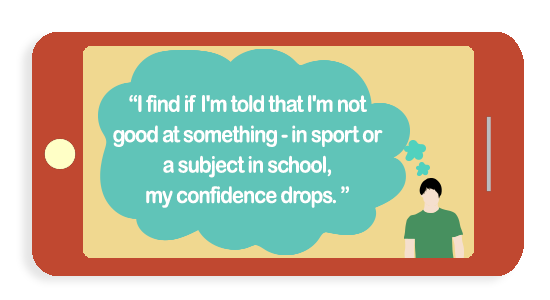 “I find if I'm told that I'm not
good at something - in sport or
a subject in school,
my confidence drops. ”